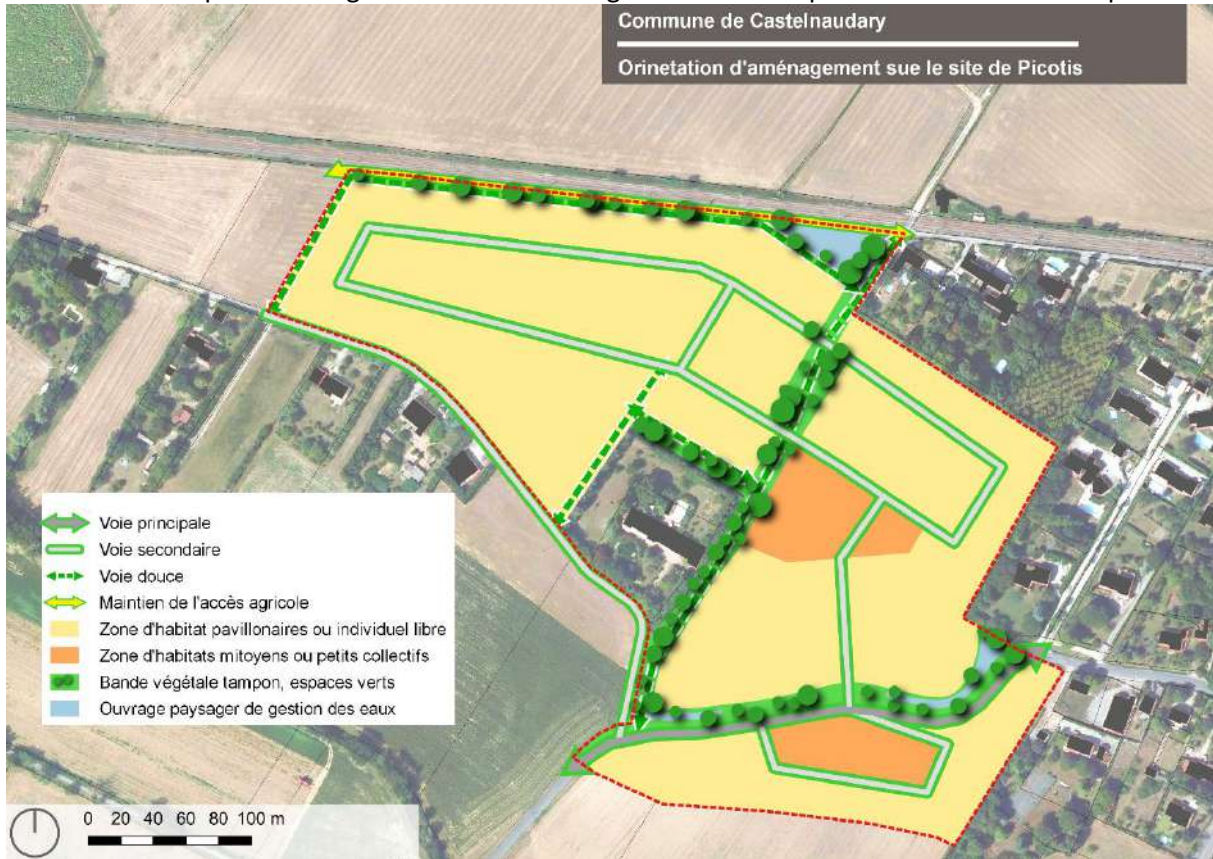 Commune de Castelnaudary
Orinetation d'aménagement sue le site de Picotis
Voie principale
Voie secondaire
Voie douce
Maintien de l'accès agricole
Zone d'habitat pavillonaires ou individuel libre
Zone d'habitats mitoyens ou petits collectifs
Bande végétale tampon, espaces verts
Ouvrage paysager de gestion des eaux
0 20 40 60 80 100 m